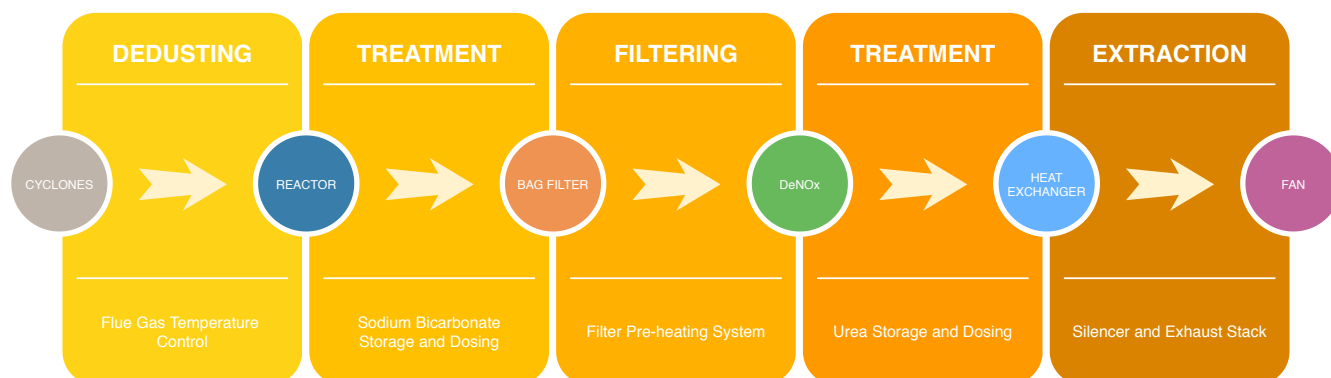 DEDUSTING
TREATMENT
FILTERING
TREATMENT
EXTRACTION
CYCLONES
REACTOR
BAG FILTER
DeNOx
HEAT
EXCHANGER
FAN
Flue Gas Temperature
Control
Sodium Bicarbonate
Storage and Dosing
Filter Pre-heating System
Urea Storage and Dosing
Silencer and Exhaust Stack